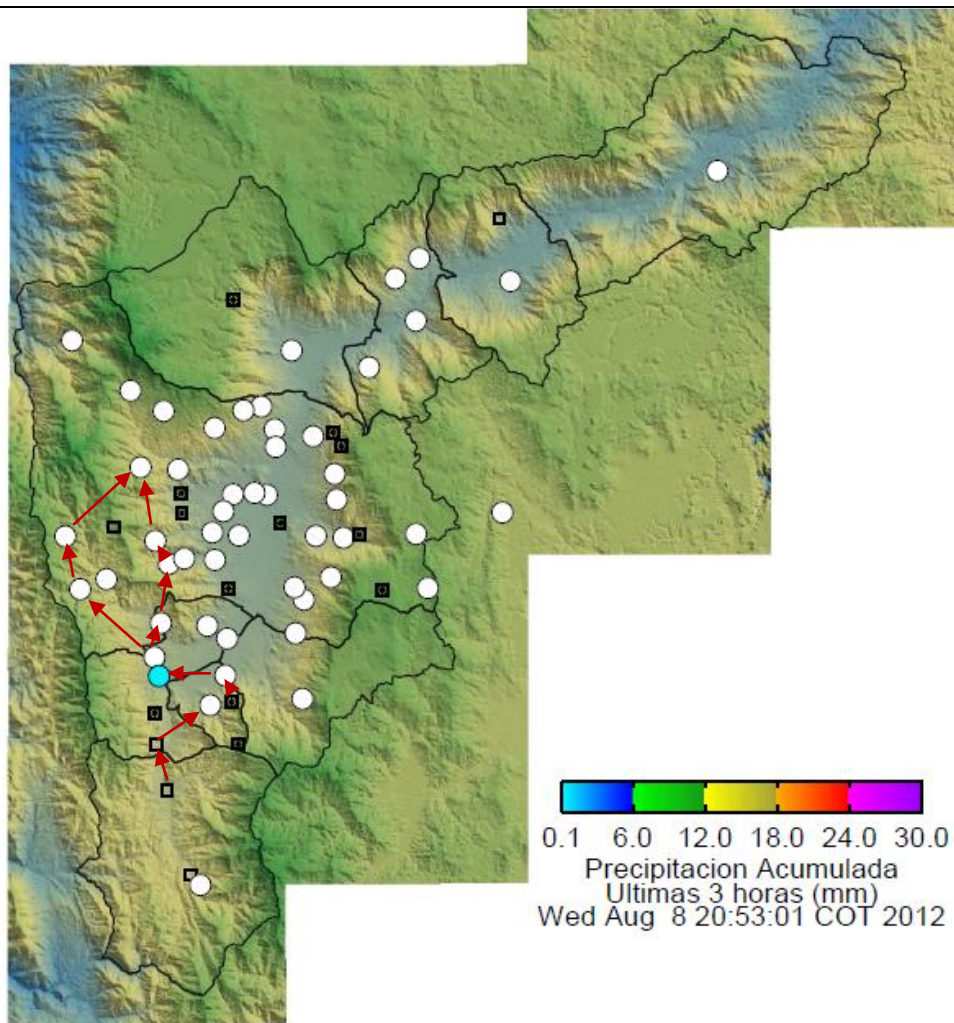 0.1 6.0 12.0 18.0 24.0 30.0
Precipitacion Acumulada
Ultimas 3 horas (mm)
Wed Aug 8 20:53:01 COT 2012